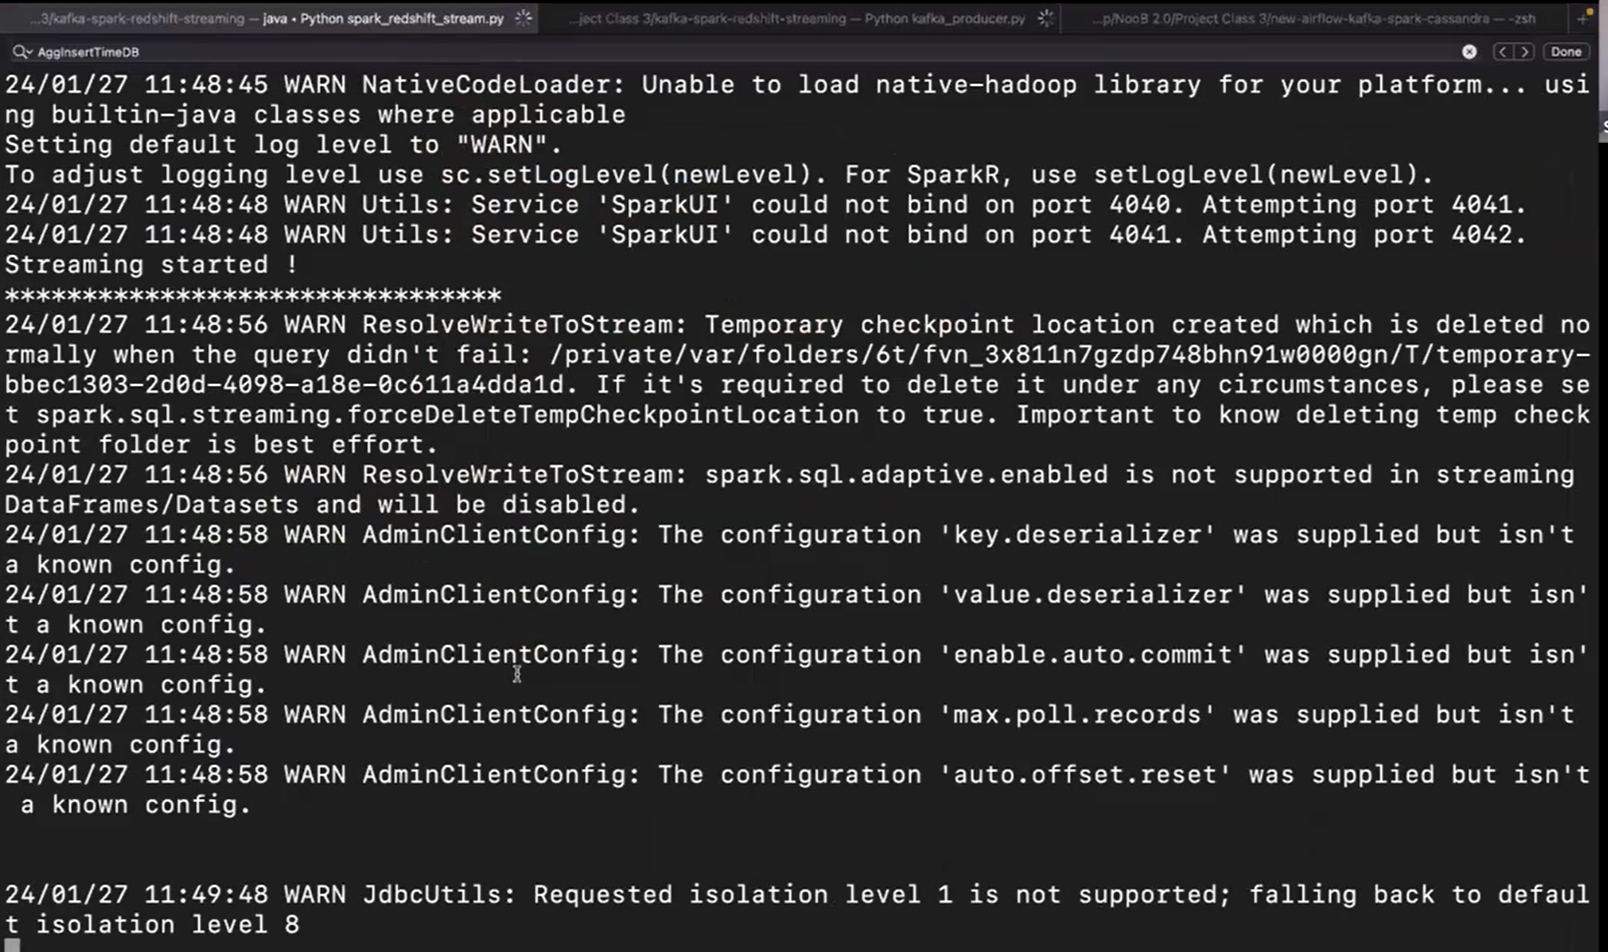 ...3/kafka-spark-redshift-streaming — java • Python spark_redshift_stream.py
...ject Class 3/kafka-spark-redshift-streaming — Python kafka_producer.py
...p/NooB 2.0/Project Class 3/new-airflow-kafka-spark-cassandra — -zsh
AggInsertTimeDB
Done
24/01/27 11:48:45 WARN NativeCodeLoader: Unable to load native-hadoop library for your platform... usi
ng builtin-java classes where applicable
Setting default log level to "WARN".
To adjust logging level use sc.setLogLevel(newLevel). For SparkR, use setLogLevel(newLevel).
24/01/27 11:48:48 WARN Utils: Service 'SparkUI' could not bind on port 4040. Attempting port 4041.
24/01/27 11:48:48 WARN Utils: Service 'SparkUI' could not bind on port 4041. Attempting port 4042.
Streaming started !
********************************
24/01/27 11:48:56 WARN ResolveWriteToStream: Temporary checkpoint location created which is deleted no
rmally when the query didn't fail: /private/var/folders/6t/fvn_3x811n7gzdp748bhn91w0000gn/T/temporary-
bbec1303-2d0d-4098-a18e-0c611a4dda1d. If it's required to delete it under any circumstances, please se
t spark.sql.streaming.forceDeleteTempCheckpointLocation to true. Important to know deleting temp check
point folder is best effort.
24/01/27 11:48:56 WARN ResolveWriteToStream: spark.sql.adaptive.enabled is not supported in streaming
DataFrames/Datasets and will be disabled.
24/01/27 11:48:58 WARN AdminClientConfig: The configuration 'key.deserializer' was supplied but isn't
a known config.
24/01/27 11:48:58 WARN AdminClientConfig: The configuration 'value.deserializer' was supplied but isn'
t a known config.
24/01/27 11:48:58 WARN AdminClientConfig: The configuration 'enable.auto.commit' was supplied but isn'
t a known config.
24/01/27 11:48:58 WARN AdminClientConfig: The configuration 'max.poll.records' was supplied but isn't
a known config.
24/01/27 11:48:58 WARN AdminClientConfig: The configuration 'auto.offset.reset' was supplied but isn't
a known config.
24/01/27 11:49:48 WARN JdbcUtils: Requested isolation level 1 is not supported; falling back to defaul
t isolation level 8